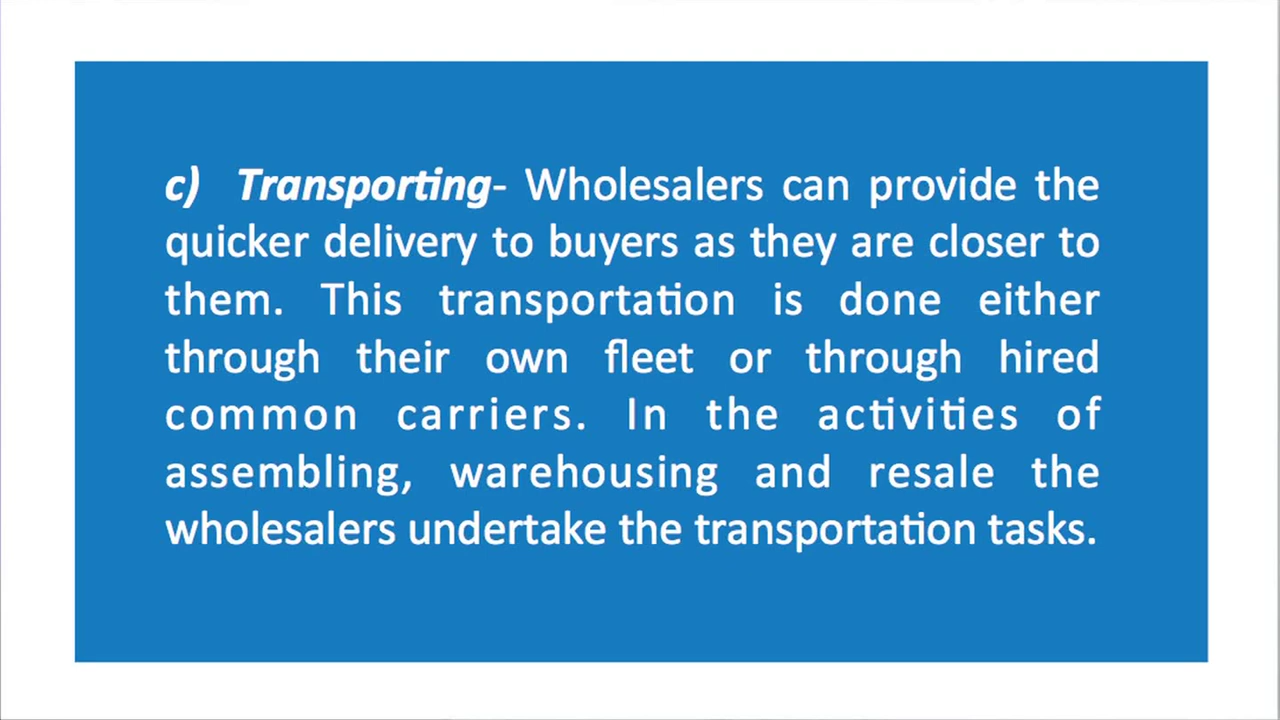 c) Transporting- Wholesalers can provide the
quicker delivery to buyers as they are closer to
them. This transportation is done either
through their own fleet or through hired
common carriers. In the activities of
assembling, warehousing and resale the
wholesalers undertake the transportation tasks.